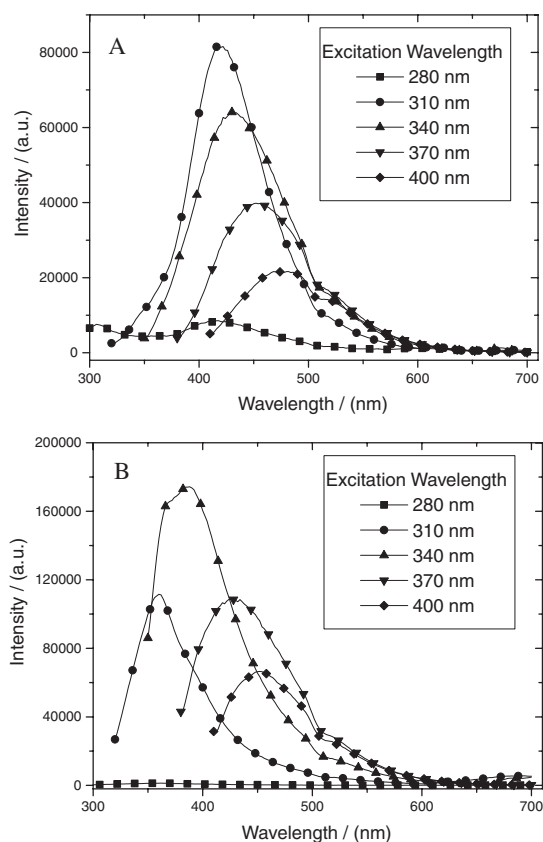 A
Excitation Wavelength
280 nm
310 nm
340 nm
370 nm
400 nm
Intensity / (a.u.)
80000
60000
40000
20000
0
300
400
500
600
700
Wavelength / (nm)
B
Excitation Wavelength
280 nm
310 nm
340 nm
370 nm
400 nm
Intensity / (a.u.)
200000
160000
120000
80000
40000
0
300
400
500
600
700
Wavelength / (nm)